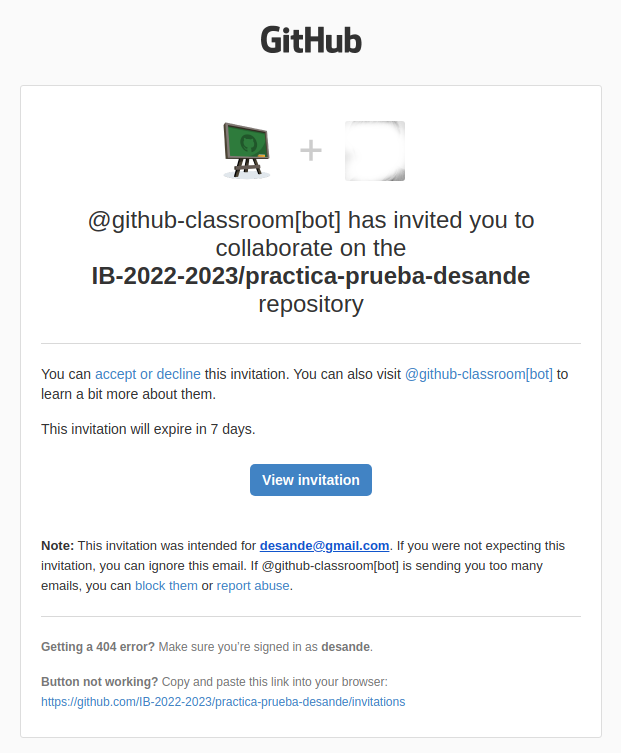 GitHub
@github-classroom[bot] has invited you to
collaborate on the
IB-2022-2023/practica-prueba-desande
repository
You can accept or decline this invitation. You can also visit @github-classroom[bot] to
learn a bit more about them.
This invitation will expire in 7 days.
View invitation
Note: This invitation was intended for desande@gmail.com. If you were not expecting this
invitation, you can ignore this email. If @github-classroom[bot] is sending you too many
emails, you can block them or report abuse.
Getting a 404 error? Make sure you’re signed in as desande.
Button not working? Copy and paste this link into your browser:
https://github.com/IB-2022-2023/practica-prueba-desande/invitations